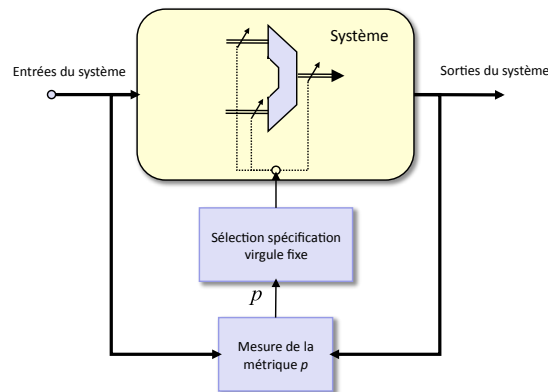 Système
Entrées du système
Sorties du système
Sélection spécification
virgule fixe
p
Mesure de la
métrique p